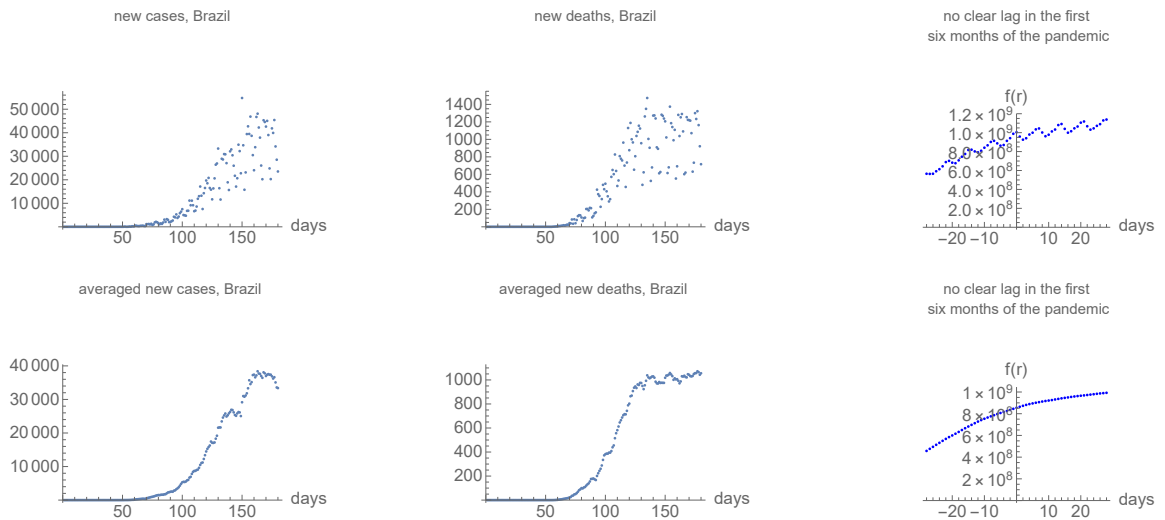 new cases, Brazil
50 000
40 000
30 000
20 000
10 000
50
100
150
days
new deaths, Brazil
1400
1200
1000
800
600
400
200
50
100
150
days
no clear lag in the first
six months of the pandemic
f(r)
1.2 × 10⁹
1.0 × 10⁹
8.0 × 10⁸
6.0 × 10⁸
4.0 × 10⁸
2.0 × 10⁸
−20
−10
10
20
days
averaged new cases, Brazil
40 000
30 000
20 000
10 000
50
100
150
days
averaged new deaths, Brazil
1000
800
600
400
200
50
100
150
days
no clear lag in the first
six months of the pandemic
f(r)
1 × 10⁹
8 × 10⁸
6 × 10⁸
4 × 10⁸
2 × 10⁸
−20
−10
10
20
days